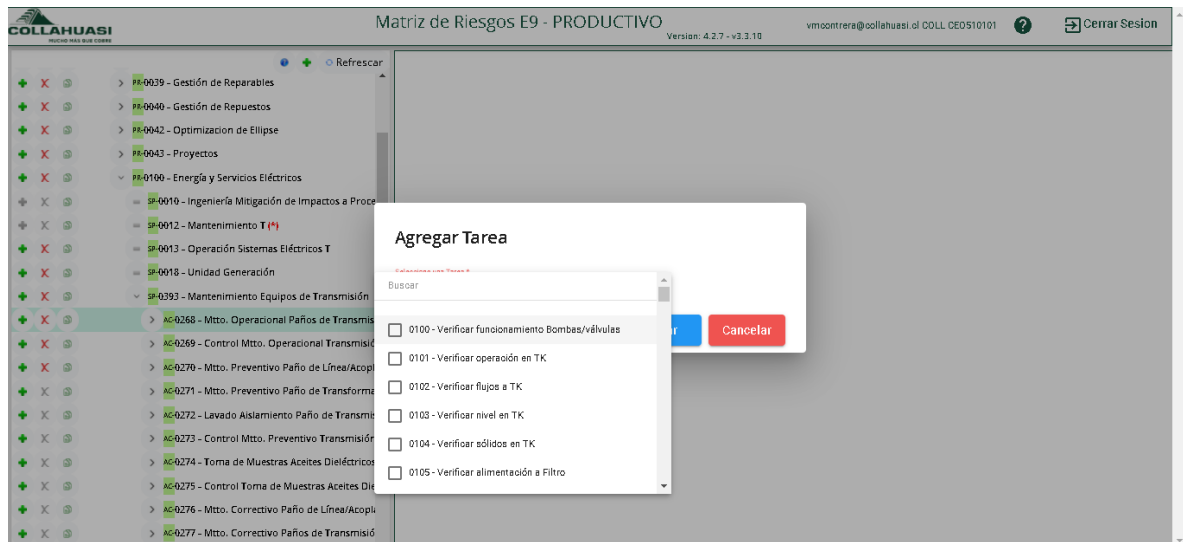 COLLAHUASI
MUCHO MÁS QUE COBRE
Matriz de Riesgos E9 - PRODUCTIVO
Version: 4.2.7 - v3.3.10
vmcontrera@collahuasi.cl COLL CEO510101
Cerrar Sesion
Refrescar
PR-0039 - Gestión de Reparables
PR-0040 - Gestión de Repuestos
PR-0042 - Optimizacion de Ellipse
PR-0043 - Proyectos
PR-0100 - Energía y Servicios Eléctricos
SP-0010 - Ingeniería Mitigación de Impactos a Proce
SP-0012 - Mantenimiento T (*)
SP-0013 - Operación Sistemas Eléctricos T
SP-0018 - Unidad Generación
SP-0393 - Mantenimiento Equipos de Transmisión
AC-0268 - Mtto. Operacional Paños de Transmis
AC-0269 - Control Mtto. Operacional Transmisió
AC-0270 - Mtto. Preventivo Paño de Línea/Acopl
AC-0271 - Mtto. Preventivo Paño de Transforma
AC-0272 - Lavado Aislamiento Paño de Transmis
AC-0273 - Control Mtto. Preventivo Transmisión
AC-0274 - Toma de Muestras Aceites Dieléctricos
AC-0275 - Control Toma de Muestras Aceites Die
AC-0276 - Mtto. Correctivo Paño de Línea/Acopla
AC-0277 - Mtto. Correctivo Paños de Transmisió
Agregar Tarea
Seleccione una Tarea *
Buscar
0100 - Verificar funcionamiento Bombas/válvulas
0101 - Verificar operación en TK
0102 - Verificar flujos a TK
0103 - Verificar nivel en TK
0104 - Verificar sólidos en TK
0105 - Verificar alimentación a Filtro
r
Cancelar